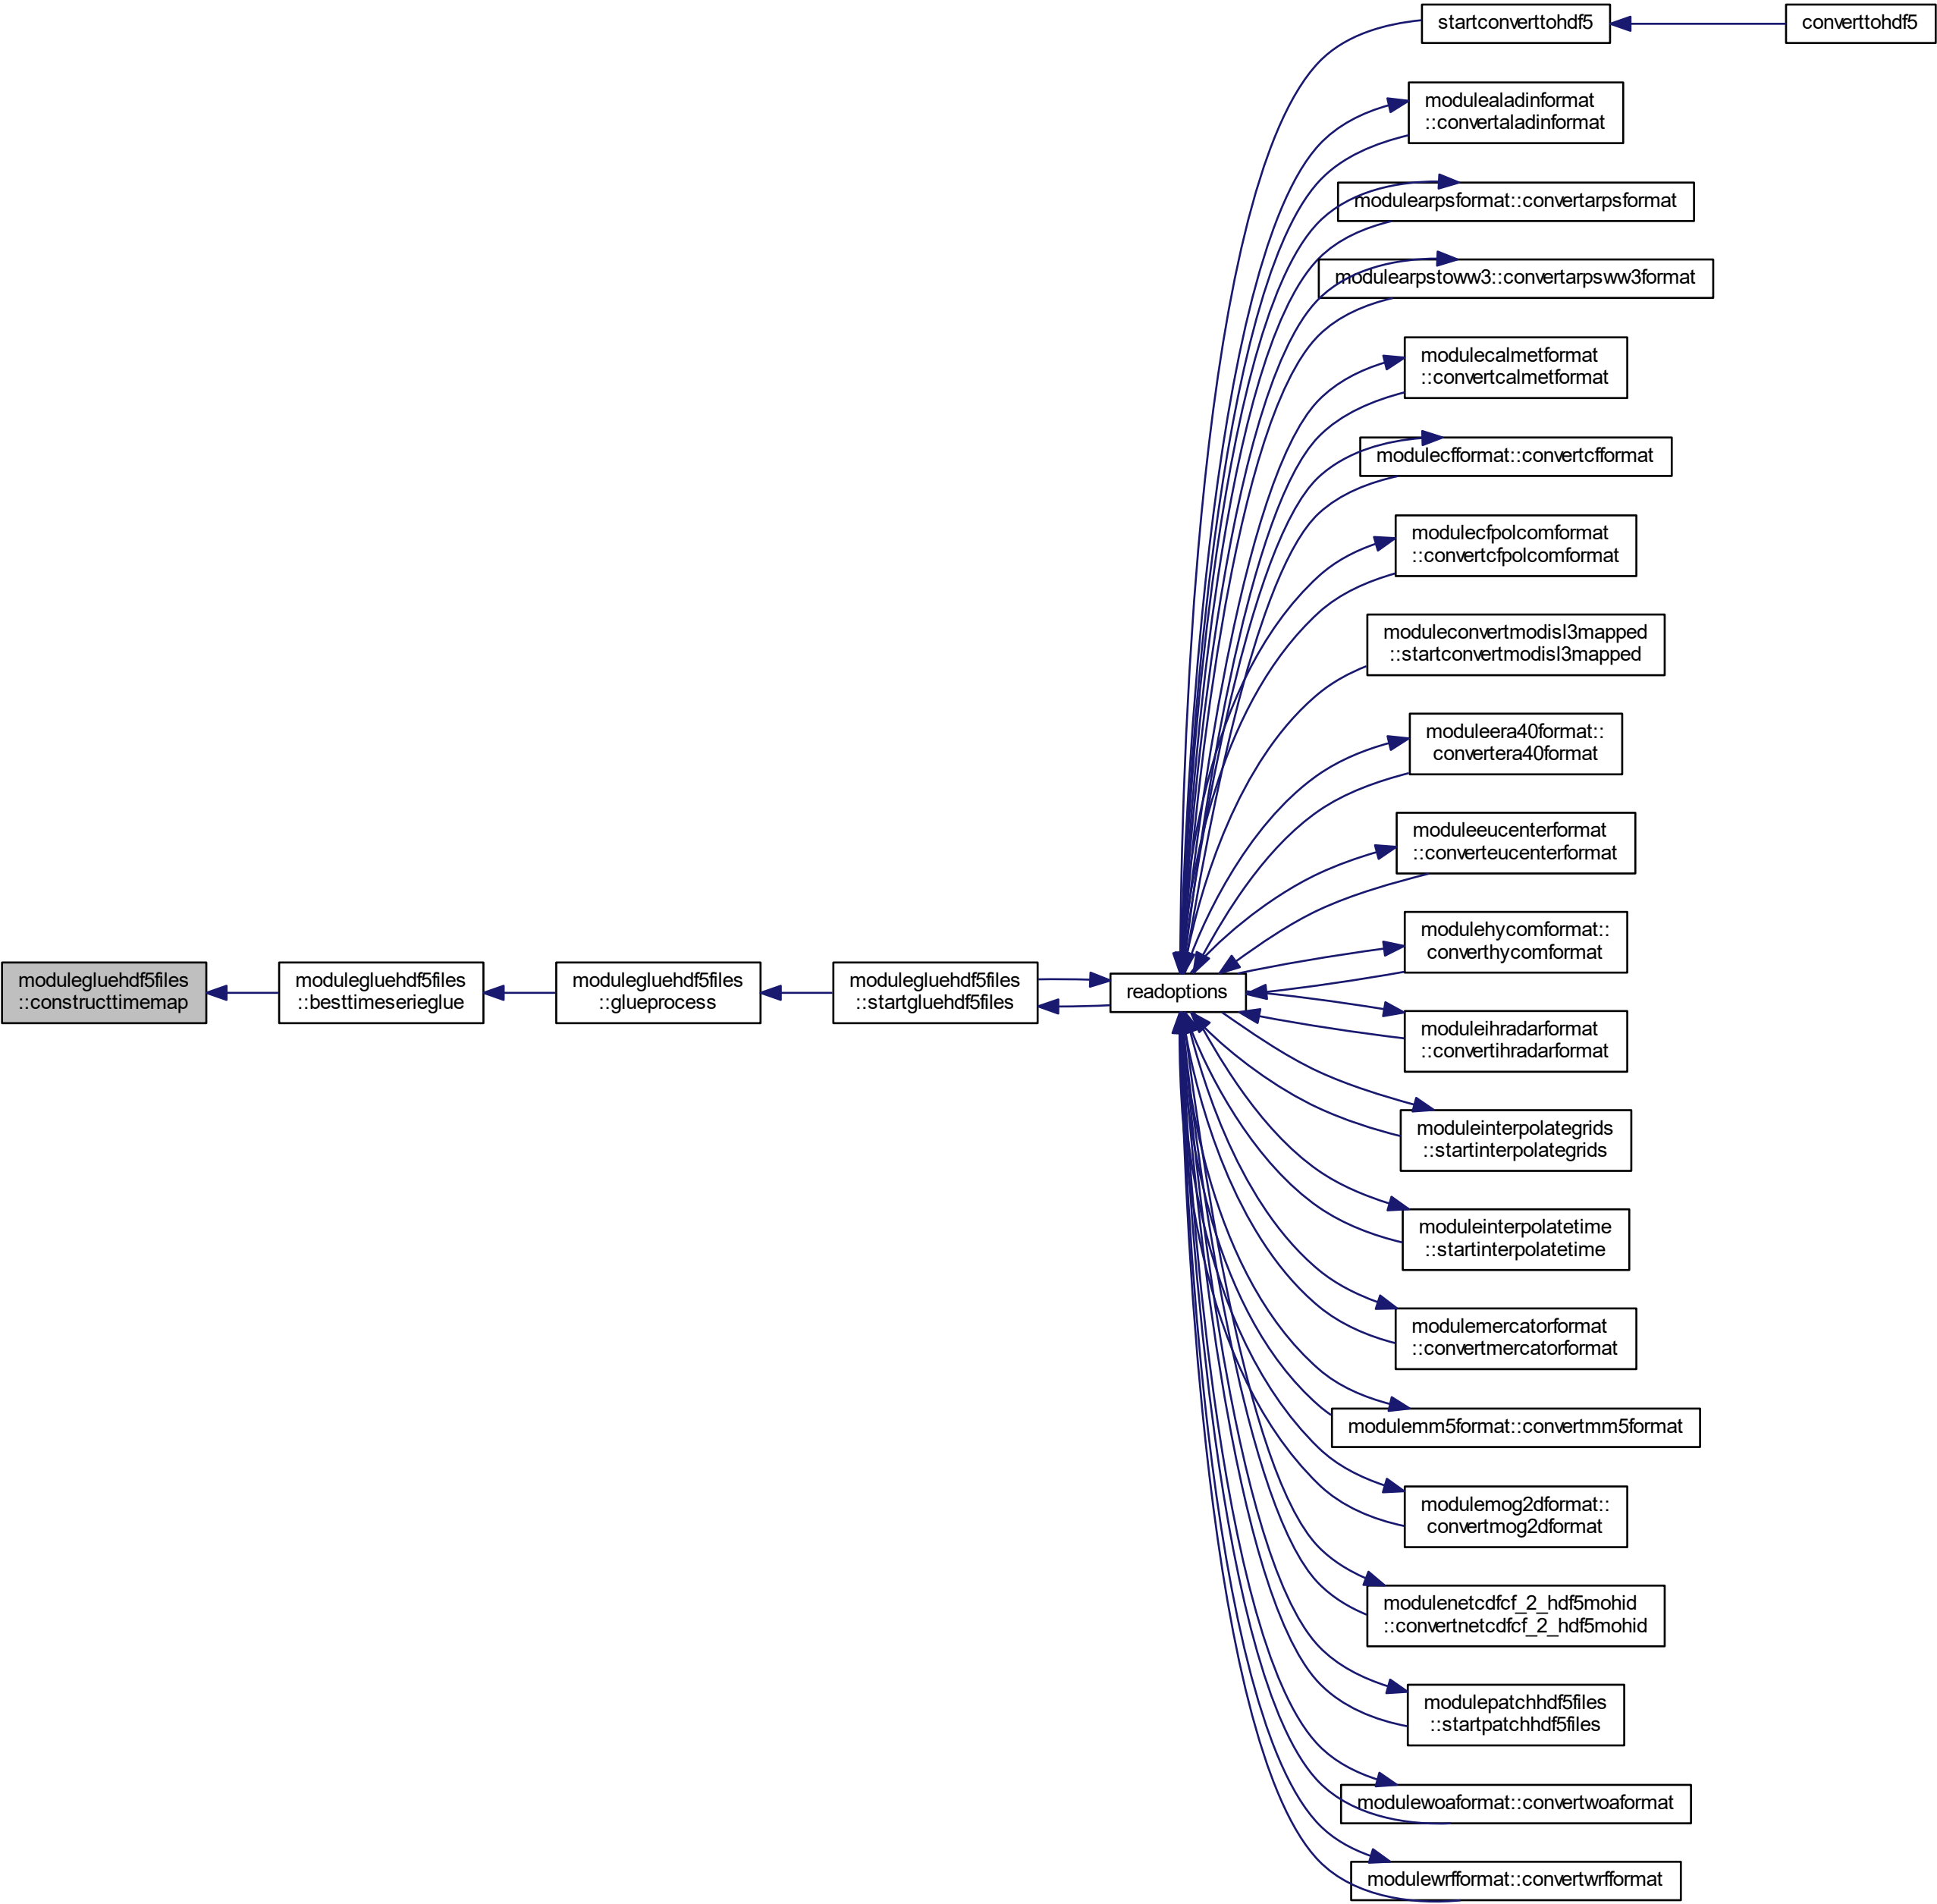 modulegluehdf5files
::constructtimemap
modulegluehdf5files
::besttimeserieglue
modulegluehdf5files
::glueprocess
modulegluehdf5files
::startgluehdf5files
readoptions
startconverttohdf5
converttohdf5
modulealadinformat
::convertaladinformat
modulearpsformat::convertarpsformat
modulearpstoww3::convertarpsww3format
modulecalmetformat
::convertcalmetformat
modulecfformat::convertcfformat
modulecfpolcomformat
::convertcfpolcomformat
moduleconvertmodisl3mapped
::startconvertmodisl3mapped
moduleera40format::
convertera40format
moduleeucenterformat
::converteucenterformat
modulehycomformat::
converthycomformat
moduleihradarformat
::convertihradarformat
moduleinterpolategrids
::startinterpolategrids
moduleinterpolatetime
::startinterpolatetime
modulemercatorformat
::convertmercatorformat
modulemm5format::convertmm5format
modulemog2dformat::
convertmog2dformat
modulenetcdfcf_2_hdf5mohid
::convertnetcdfcf_2_hdf5mohid
modulepatchhdf5files
::startpatchhdf5files
modulewoaformat::convertwoaformat
modulewrfformat::convertwrfformat